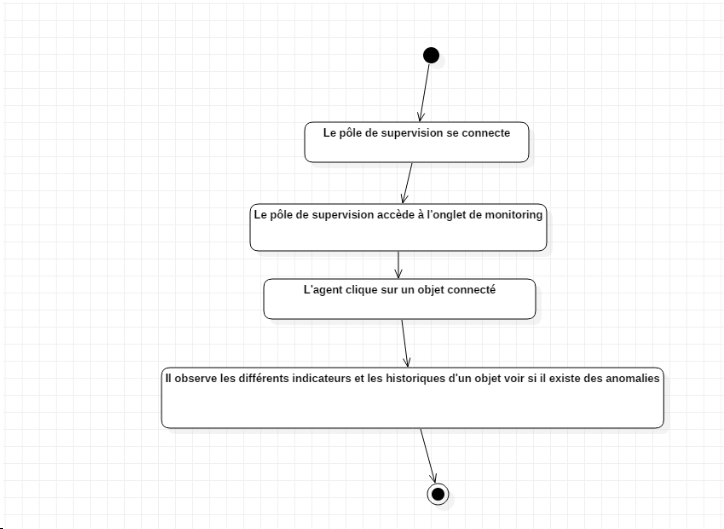 Le pôle de supervision se connecte
Le pôle de supervision accède à l'onglet de monitoring
L'agent clique sur un objet connecté
Il observe les différents indicateurs et les historiques d'un objet voir si il existe des anomalies